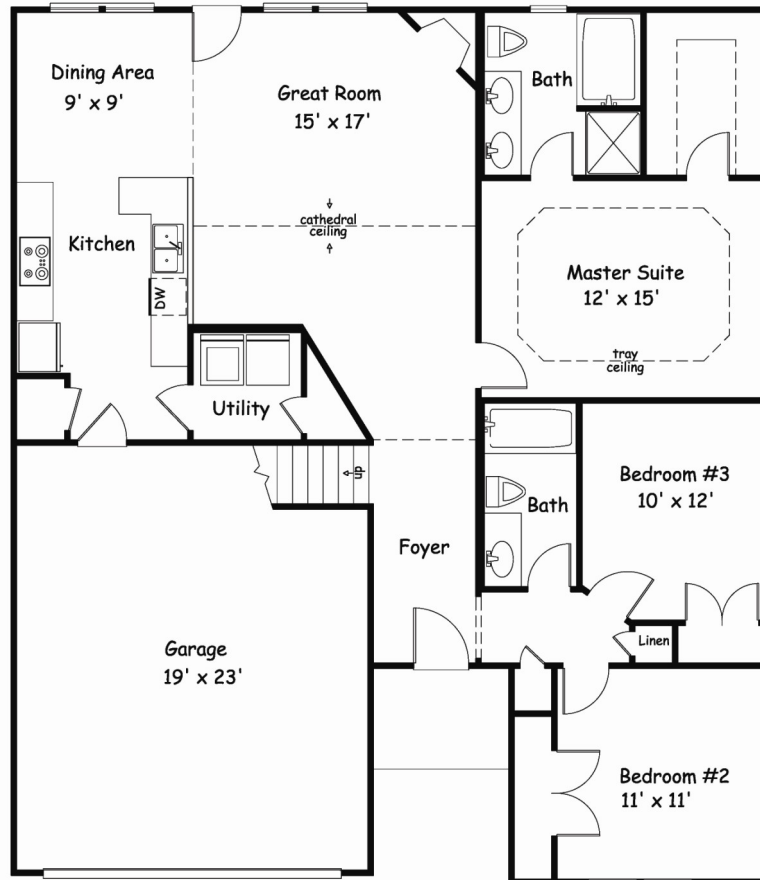 Dining Area
9' x 9'
Great Room
15' x 17'
Bath
cathedral
ceiling
Kitchen
Master Suite
12' x 15'
DW
tray
ceiling
Utility
up
Bedroom #3
10' x 12'
Bath
Foyer
Linen
Garage
19' x 23'
Bedroom #2
11' x 11'